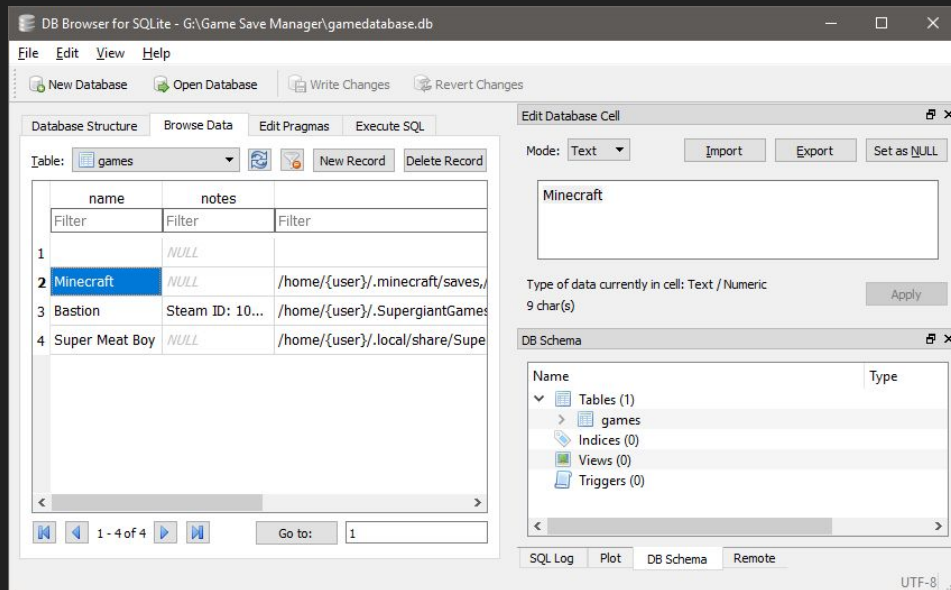 DB Browser for SQLite - G:\Game Save Manager\gamedatabase.db
File Edit View Help
New Database Open Database Write Changes Revert Changes
Database Structure Browse Data Edit Pragmas Execute SQL
Table: games New Record Delete Record
name notes
Filter Filter Filter
1 NULL
2 Minecraft NULL /home/{user}/.minecraft/saves,/
3 Bastion Steam ID: 10... /home/{user}/.SupergiantGames
4 Super Meat Boy NULL /home/{user}/.local/share/Supe
1 - 4 of 4 Go to: 1
Edit Database Cell
Mode: Text Import Export Set as NULL
Minecraft
Type of data currently in cell: Text / Numeric
9 char(s)
Apply
DB Schema
Name Type
Tables (1)
games
Indices (0)
Views (0)
Triggers (0)
SQL Log Plot DB Schema Remote
UTF-8